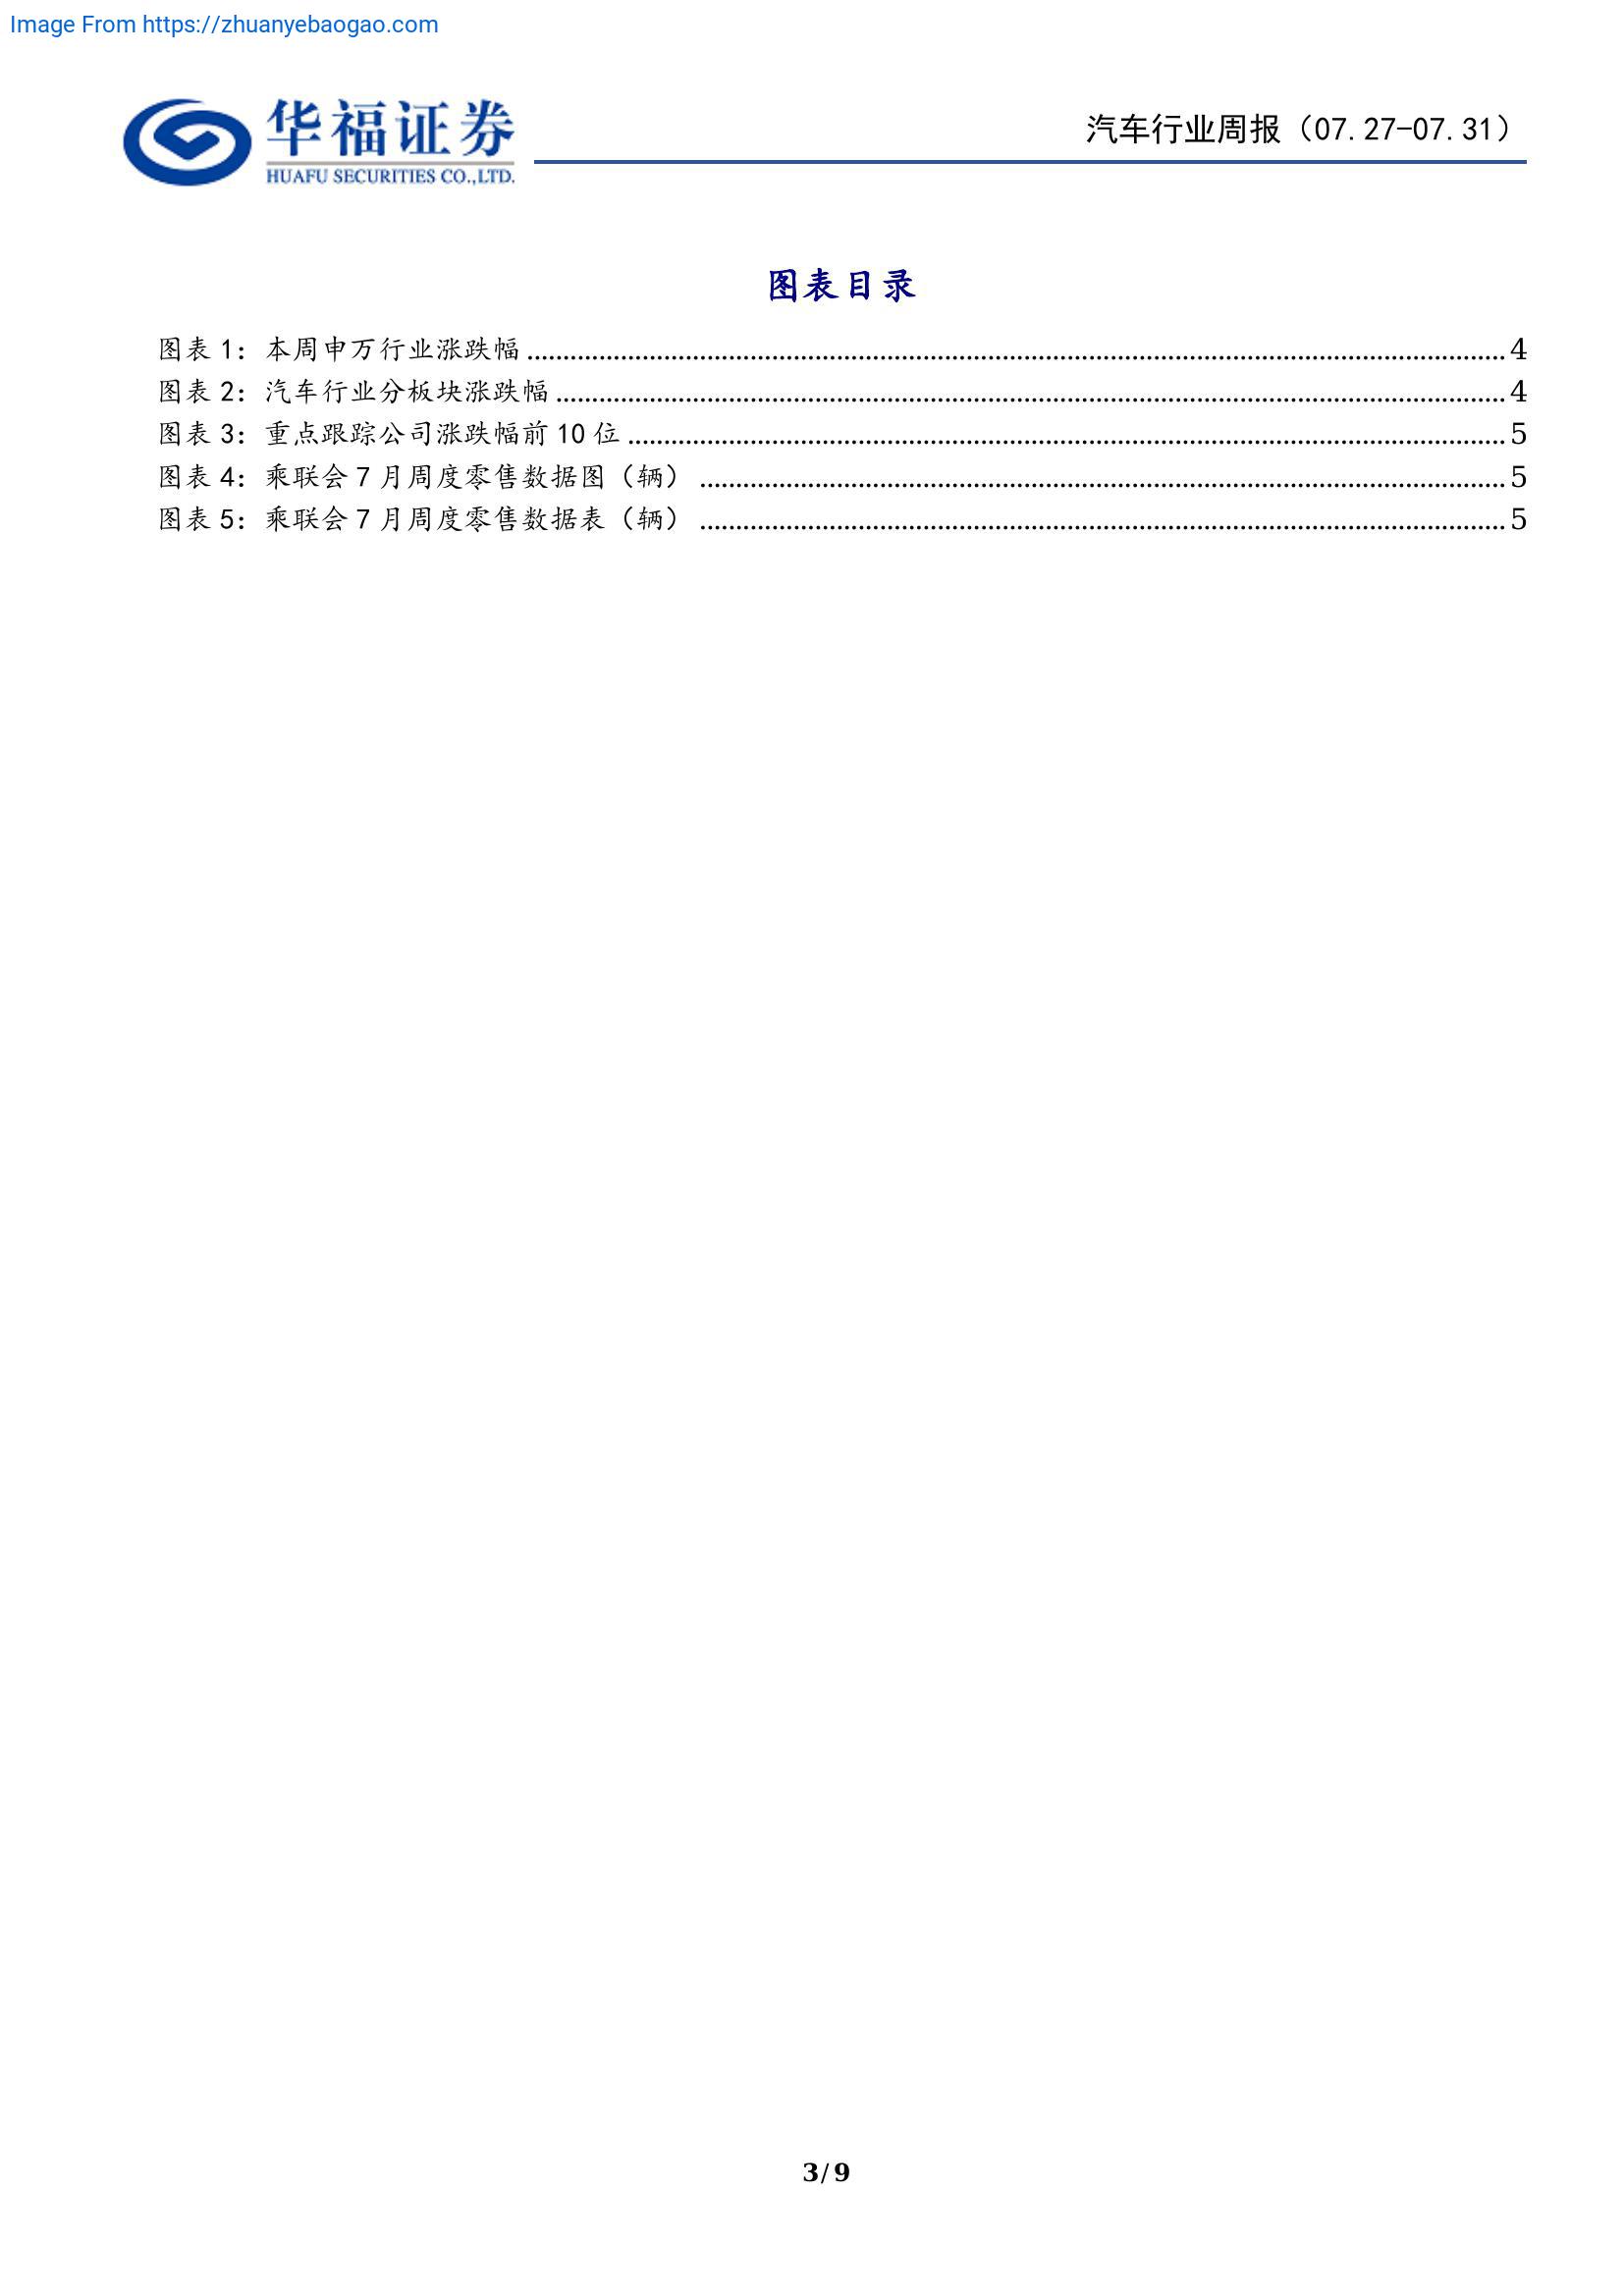 Image From https://zhuanyebaogao.com
华福证券
HUAFU SECURITIES CO.,LTD.
汽车行业周报（07.27-07.31）
图表目录
图表 1：本周申万行业涨跌幅 4
图表 2：汽车行业分板块涨跌幅 4
图表 3：重点跟踪公司涨跌幅前 10 位 5
图表 4：乘联会 7 月周度零售数据图（辆） 5
图表 5：乘联会 7 月周度零售数据表（辆） 5
3/9